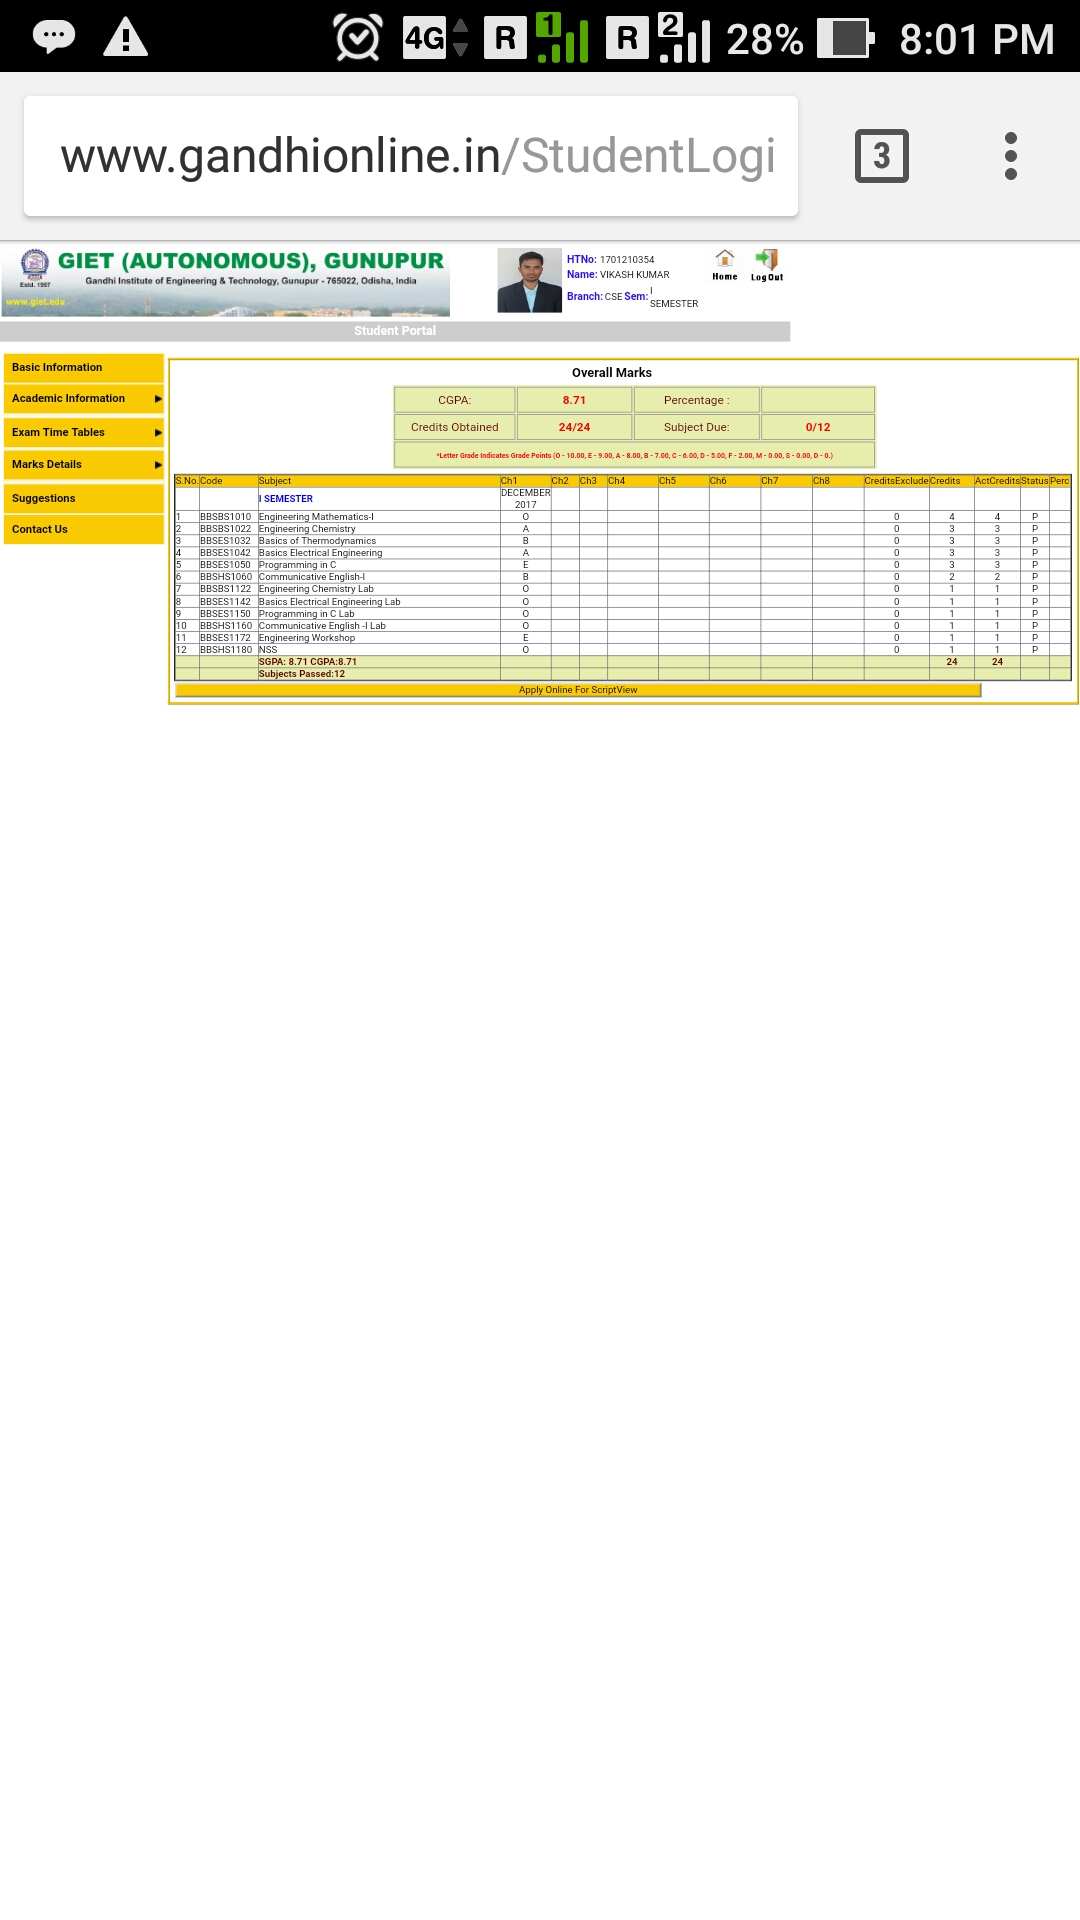 4G R 1 R 2 28% 8:01 PM
www.gandhionline.in/StudentLogi 3
GIET (AUTONOMOUS), GUNUPUR
Gandhi Institute of Engineering & Technology, Gunupur - 765022, Odisha, India
Estd. 1997
www.giet.edu
HTNo: 1701210354
Name: VIKASH KUMAR
Branch: CSE Sem: I SEMESTER
Home Log Out
Student Portal
Basic Information
Academic Information
Exam Time Tables
Marks Details
Suggestions
Contact Us
Overall Marks
CGPA: 8.71 Percentage :
Credits Obtained 24/24 Subject Due: 0/12
*Letter Grade Indicates Grade Points (O - 10.00, E - 9.00, A - 8.00, B - 7.00, C - 6.00, D - 5.00, F - 2.00, M - 0.00, S - 0.00, D - 0.)
S.No. Code Subject Ch1 Ch2 Ch3 Ch4 Ch5 Ch6 Ch7 Ch8 CreditsExclude Credits ActCredits Status Perc
I SEMESTER DECEMBER 2017
1 BBSBS1010 Engineering Mathematics-I O 0 4 4 P
2 BBSBS1022 Engineering Chemistry A 0 3 3 P
3 BBSES1032 Basics of Thermodynamics B 0 3 3 P
4 BBSES1042 Basics Electrical Engineering A 0 3 3 P
5 BBSES1050 Programming in C E 0 3 3 P
6 BBSHS1060 Communicative English-I B 0 2 2 P
7 BBSBS1122 Engineering Chemistry Lab O 0 1 1 P
8 BBSES1142 Basics Electrical Engineering Lab O 0 1 1 P
9 BBSES1150 Programming in C Lab O 0 1 1 P
10 BBSHS1160 Communicative English -I Lab O 0 1 1 P
11 BBSES1172 Engineering Workshop E 0 1 1 P
12 BBSHS1180 NSS O 0 1 1 P
SGPA: 8.71 CGPA:8.71 24 24
Subjects Passed:12
Apply Online For ScriptView